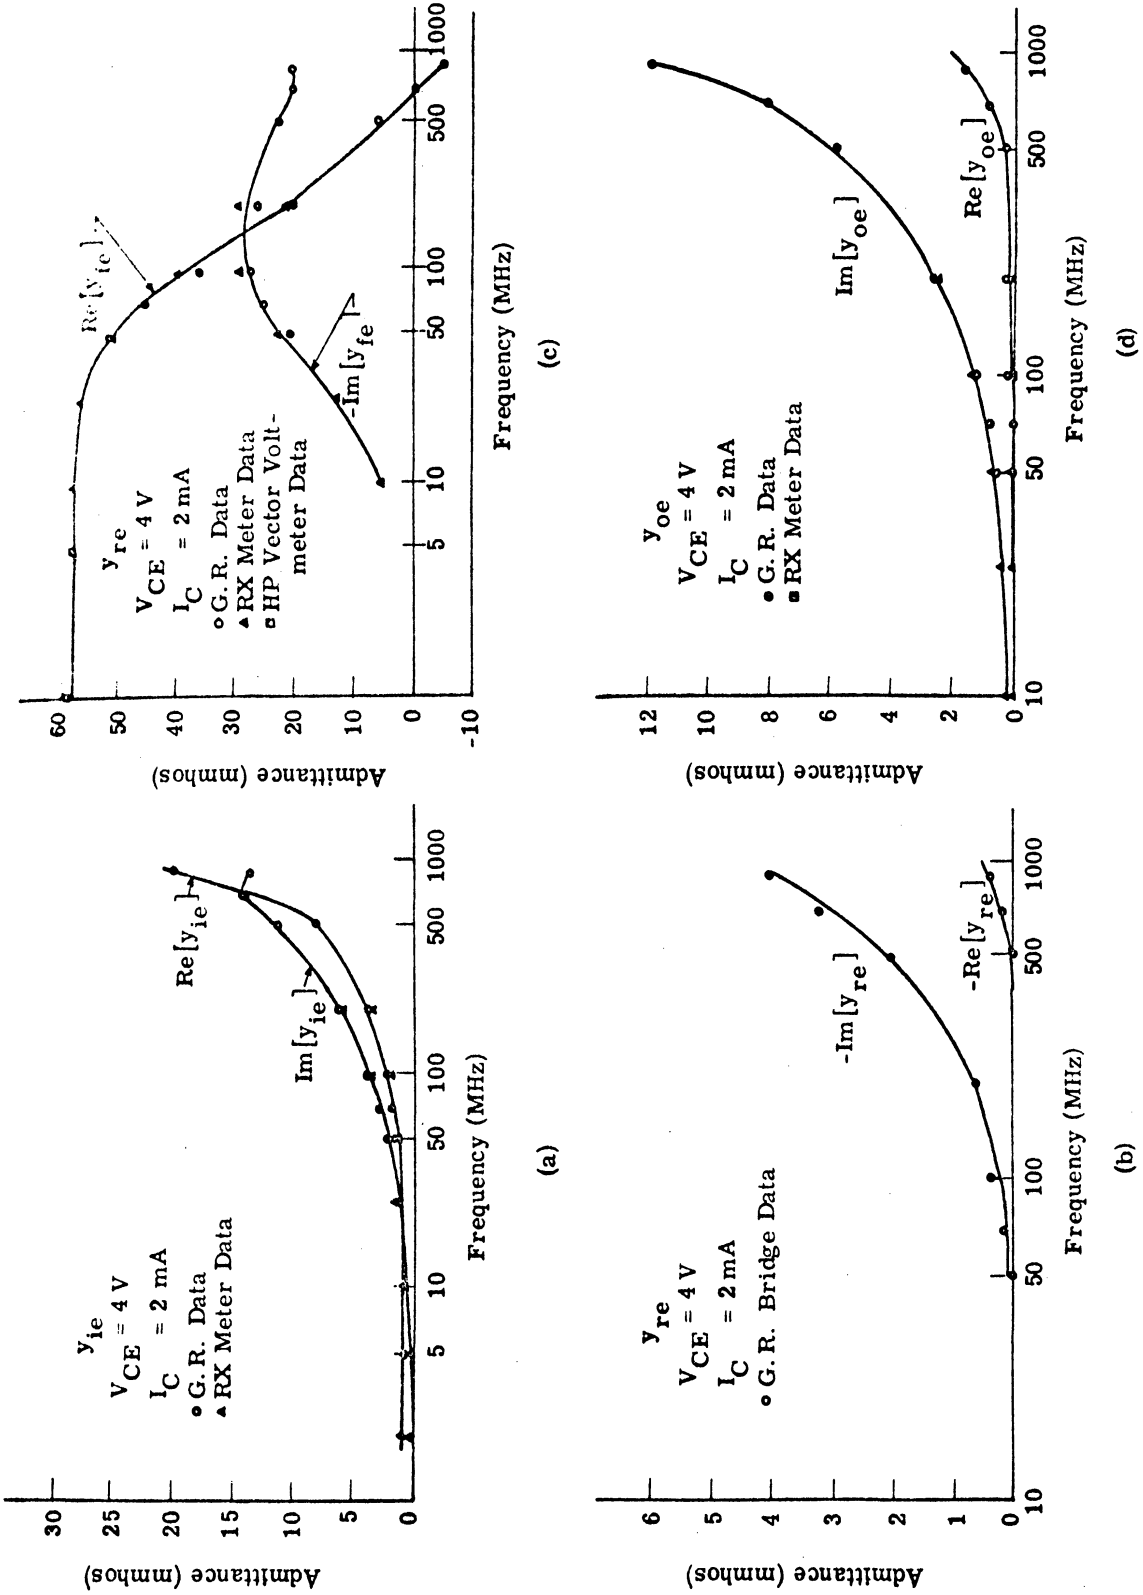 30
25
20
15
10
5
0
Admittance (mmhos)
y_ie
V_CE = 4 V
I_C = 2 mA
G.R. Data
RX Meter Data
Re[y_ie]
Im[y_ie]
5
10
50
100
500
1000
Frequency (MHz)
(a)
60
50
40
30
20
10
0
-10
Admittance (mmhos)
y_re
V_CE = 4 V
I_C = 2 mA
G.R. Data
RX Meter Data
HP Vector Volt-
meter Data
-Im[y_fe]
5
10
50
100
500
1000
Frequency (MHz)
(c)
6
5
4
3
2
1
0
Admittance (mmhos)
y_re
V_CE = 4 V
I_C = 2 mA
G.R. Bridge Data
-Im[y_re]
-Re[y_re]
10
50
100
500
1000
Frequency (MHz)
(b)
12
10
8
6
4
2
0
Admittance (mmhos)
y_oe
V_CE = 4 V
I_C = 2 mA
G.R. Data
RX Meter Data
Im[y_oe]
Re[y_oe]
10
50
100
500
1000
Frequency (MHz)
(d)